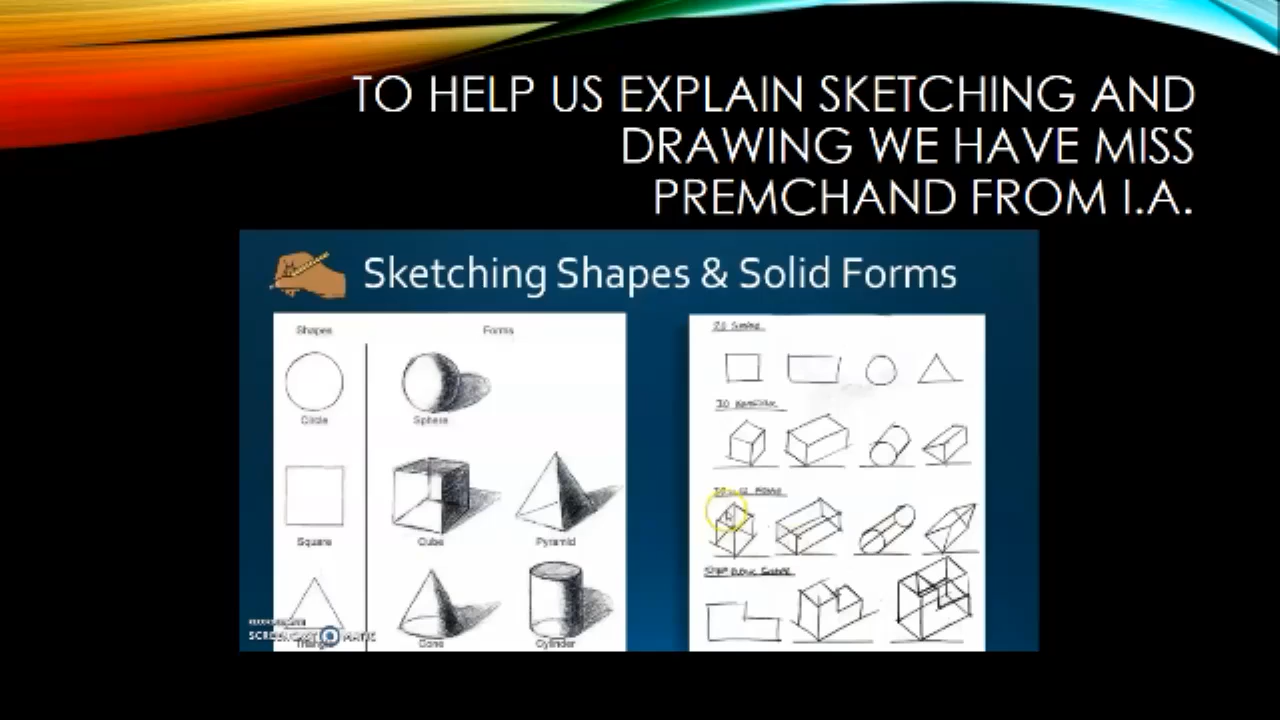 TO HELP US EXPLAIN SKETCHING AND
DRAWING WE HAVE MISS
PREMCHAND FROM I.A.
Sketching Shapes & Solid Forms
Shapes
Forms
Circle
Sphere
Square
Cube
Pyramid
Triangle
Cone
Cylinder